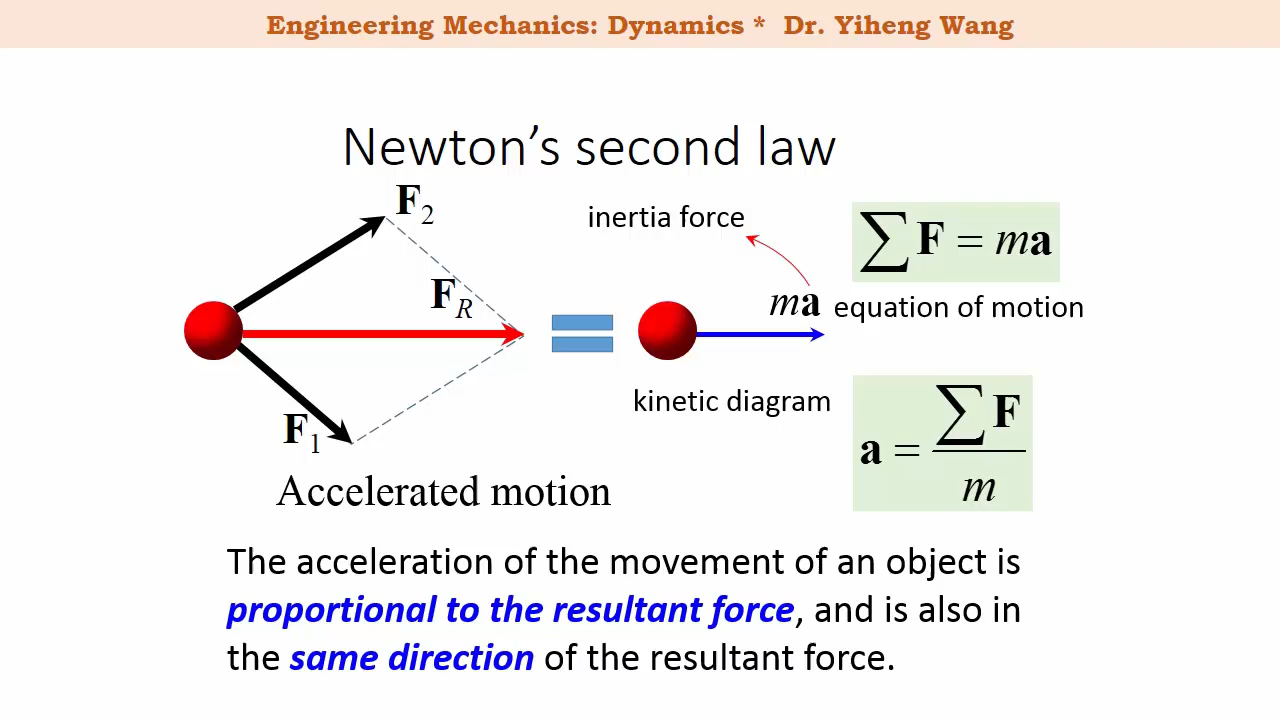 Engineering Mechanics: Dynamics * Dr. Yiheng Wang
Newton's second law
F₂
inertia force
∑F = ma
F_R
ma
equation of motion
kinetic diagram
F₁
a = ∑F / m
Accelerated motion
The acceleration of the movement of an object is
proportional to the resultant force, and is also in
the same direction of the resultant force.